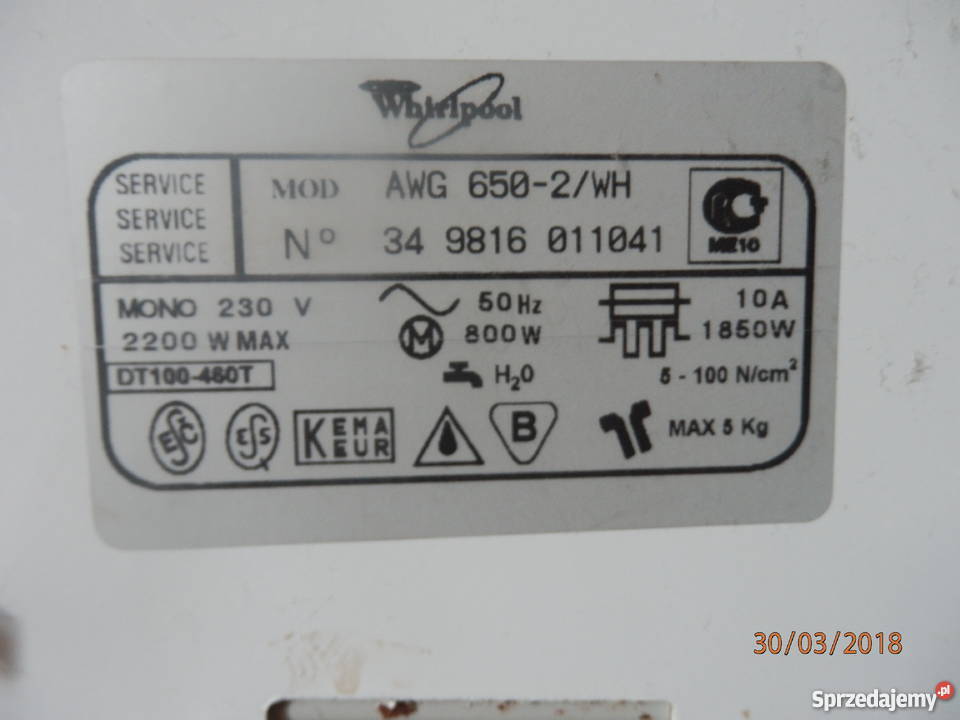 Whirlpool
SERVICE MOD AWG 650-2/WH
SERVICE
SERVICE N° 34 9816 011041
ME10
MONO 230 V 50 Hz 10A
2200 W MAX M 800W 1850W
DT100-460T H₂O 5 - 100 N/cm²
KEMA EUR B MAX 5 Kg
30/03/2018
Sprzedajemy.pl